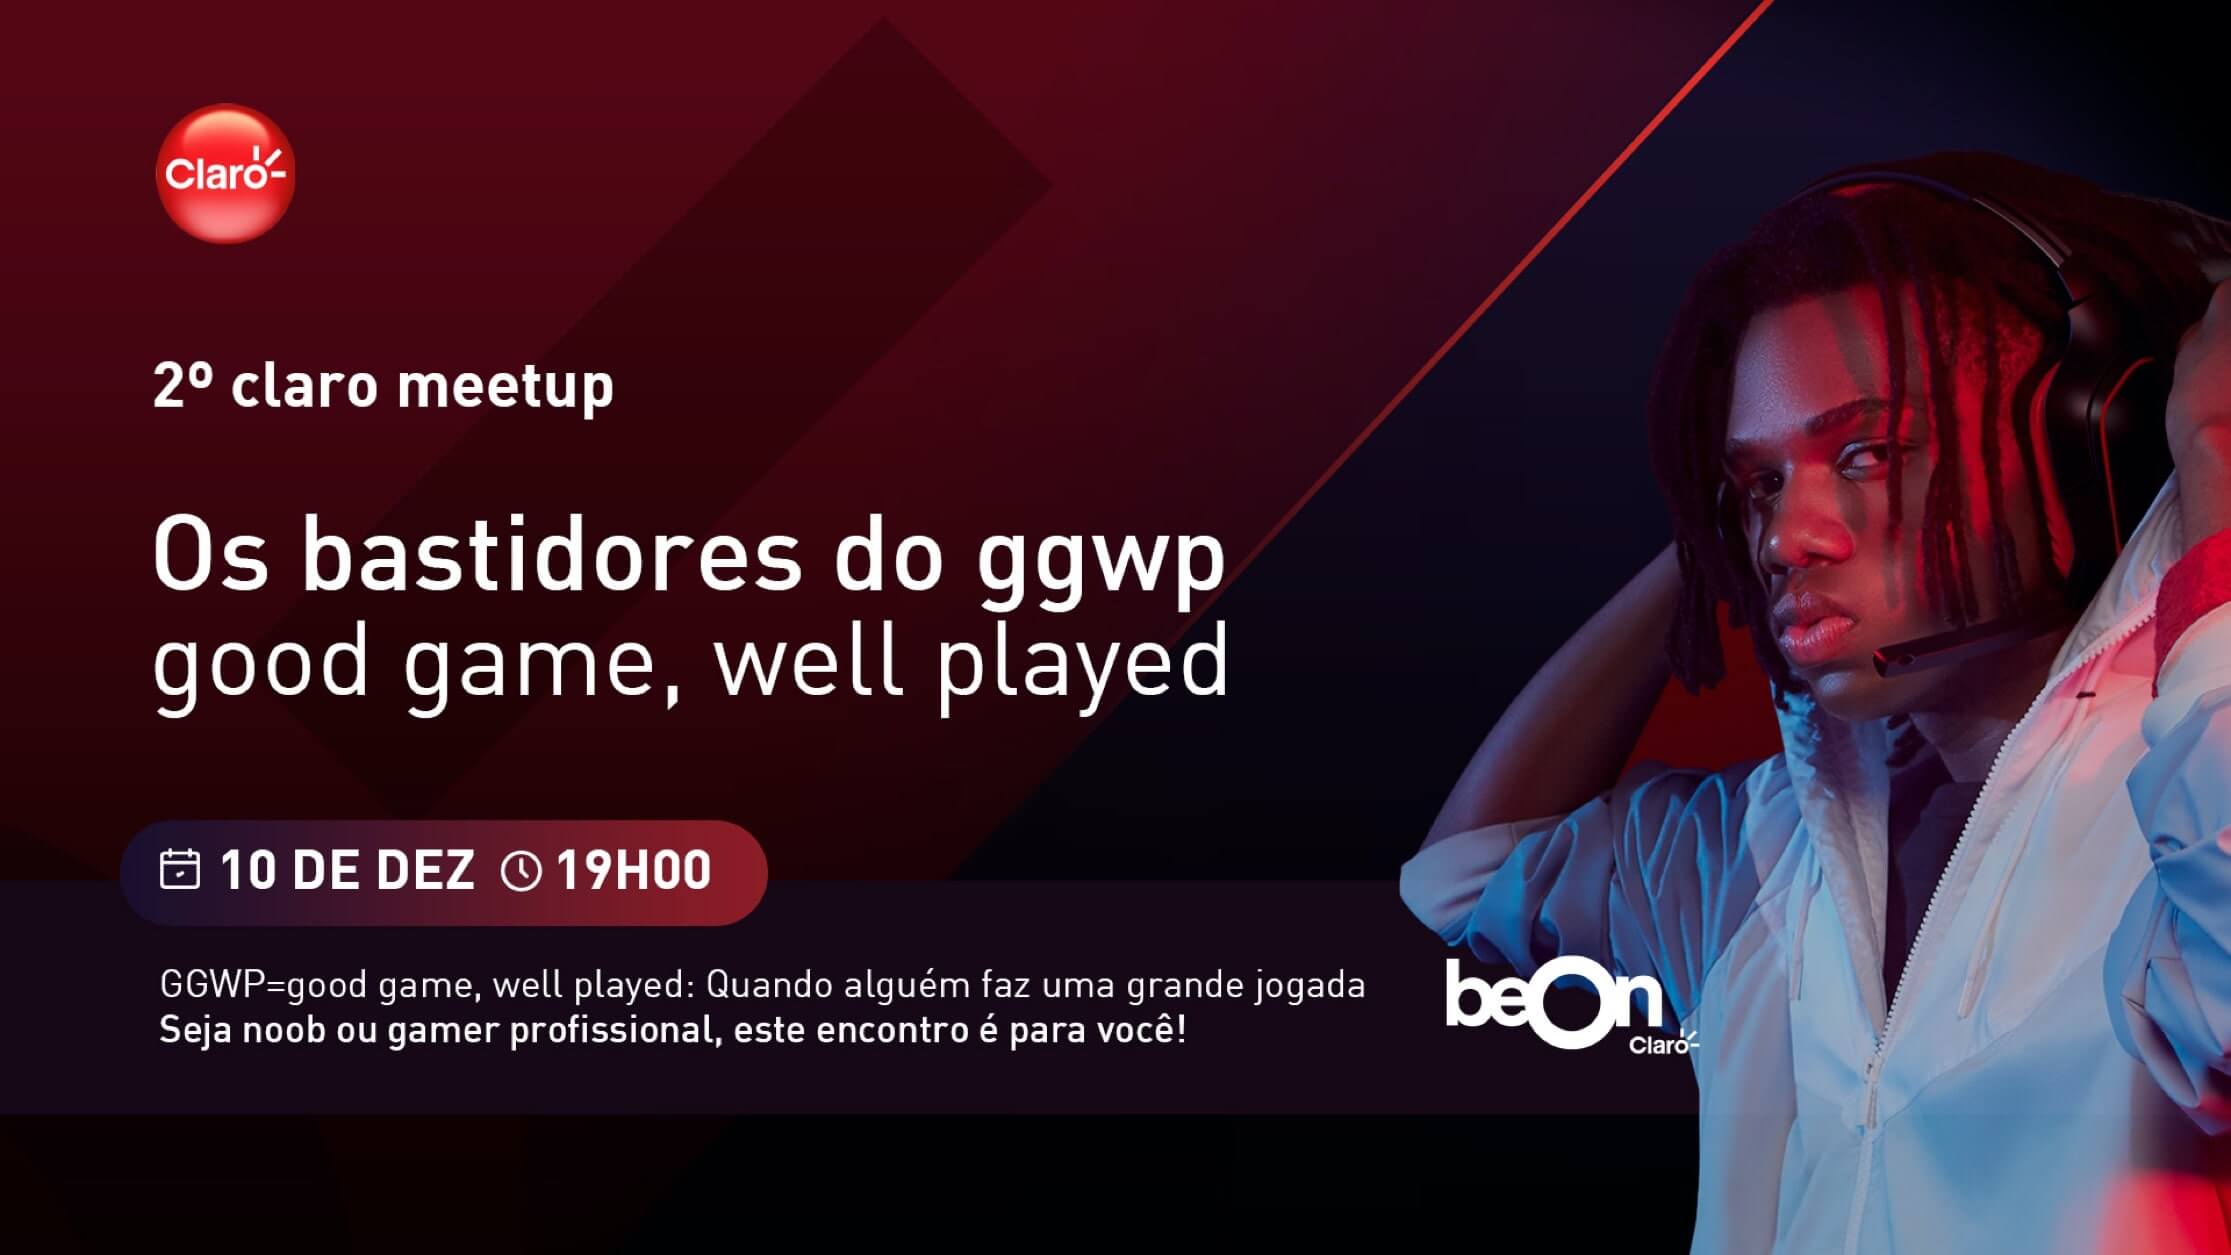 Claro
2º claro meetup
Os bastidores do ggwp
good game, well played
10 DE DEZ 19H00
GGWP=good game, well played: Quando alguém faz uma grande jogada
Seja noob ou gamer profissional, este encontro é para você!
beOn
Claro